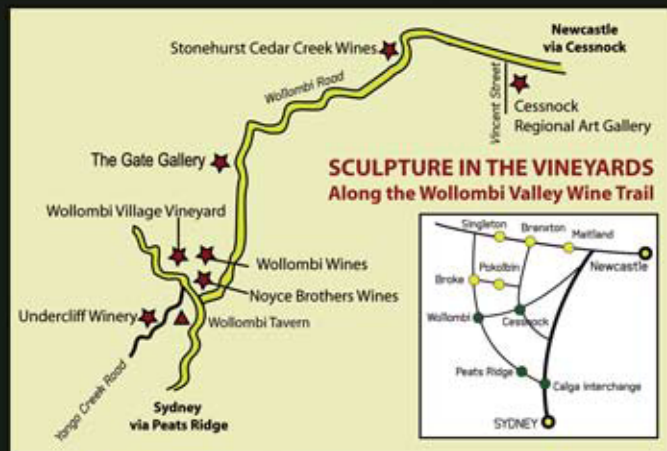 Newcastle
via Cessnock
Stonehurst Cedar Creek Wines
Wollombi Road
Vincent Street
Cessnock
Regional Art Gallery
The Gate Gallery
SCULPTURE IN THE VINEYARDS
Along the Wollombi Valley Wine Trail
Wollombi Village Vineyard
Wollombi Wines
Noyce Brothers Wines
Undercliff Winery
Wollombi Tavern
Yango Creek Road
Sydney
via Peats Ridge
Singleton
Branxton
Maitland
Newcastle
Pokolbin
Broke
Wollombi
Cessnock
Peats Ridge
Calga Interchange
SYDNEY